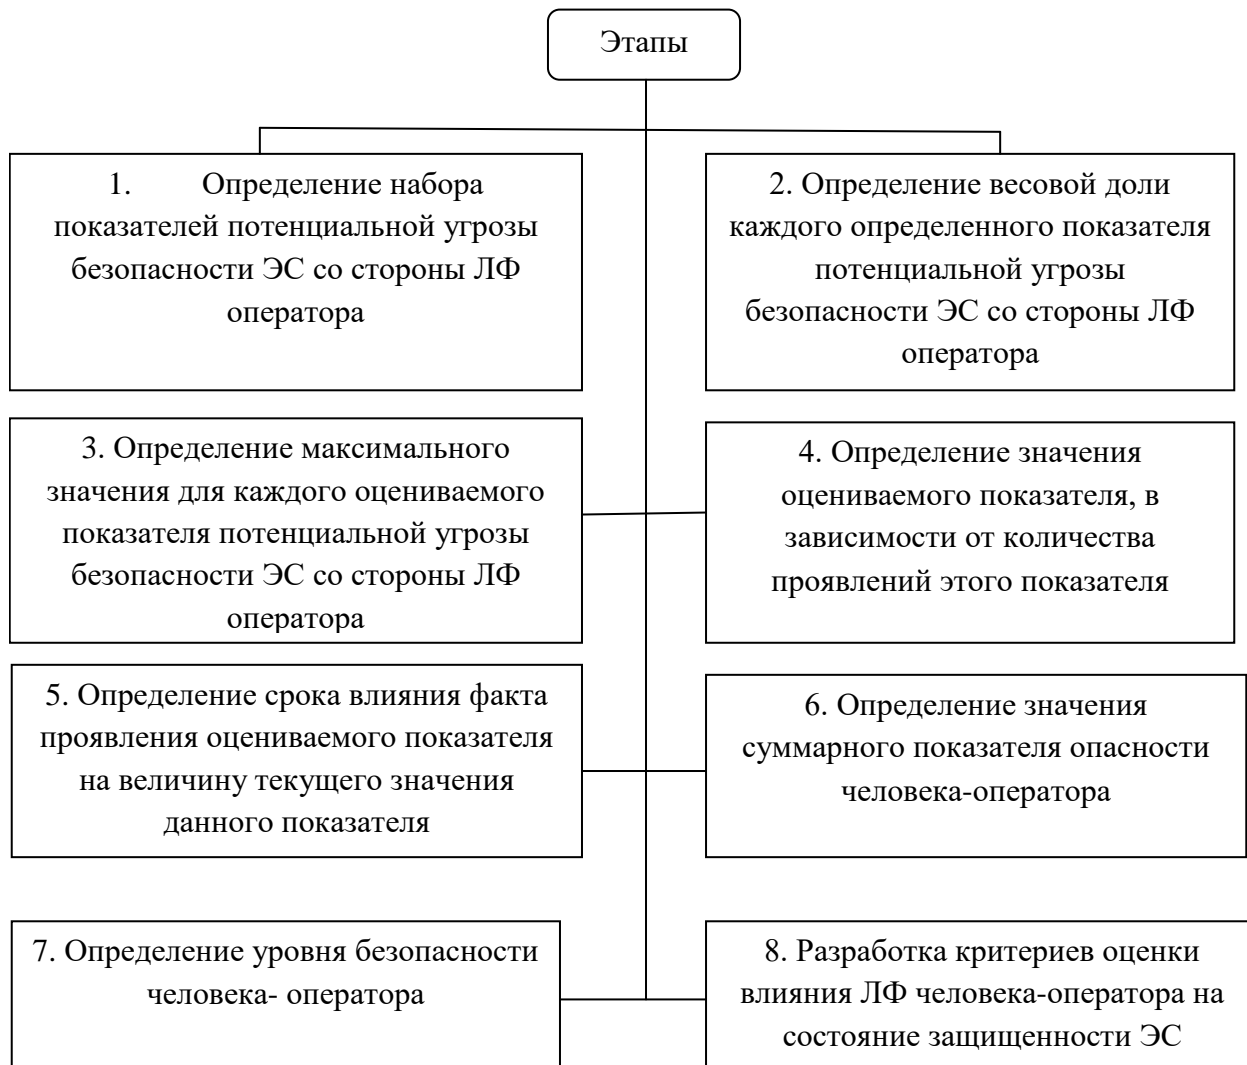 Этапы
1. Определение набора
показателей потенциальной угрозы
безопасности ЭС со стороны ЛФ
оператора
2. Определение весовой доли
каждого определенного показателя
потенциальной угрозы
безопасности ЭС со стороны ЛФ
оператора
3. Определение максимального
значения для каждого оцениваемого
показателя потенциальной угрозы
безопасности ЭС со стороны ЛФ
оператора
4. Определение значения
оцениваемого показателя, в
зависимости от количества
проявлений этого показателя
5. Определение срока влияния факта
проявления оцениваемого показателя
на величину текущего значения
данного показателя
6. Определение значения
суммарного показателя опасности
человека-оператора
7. Определение уровня безопасности
человека- оператора
8. Разработка критериев оценки
влияния ЛФ человека-оператора на
состояние защищенности ЭС